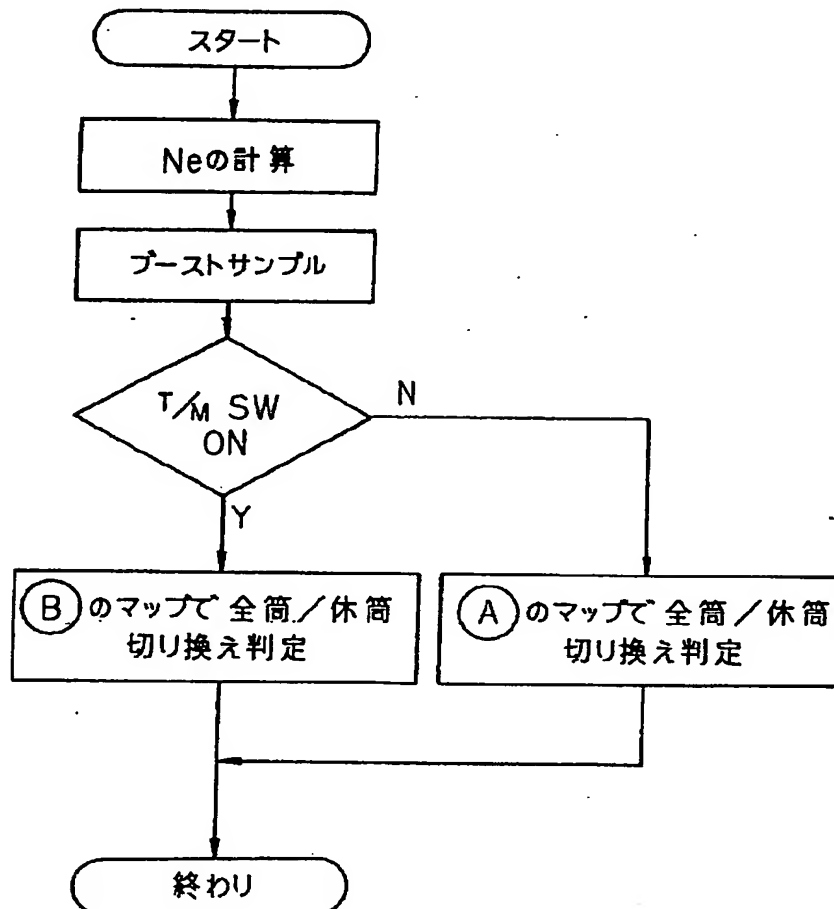 スタート
Neの計算
ブーストサンプル
T/M SW
ON
N
Y
Bのマップで全筒/休筒
切り換え判定
Aのマップで全筒/休筒
切り換え判定
終わり